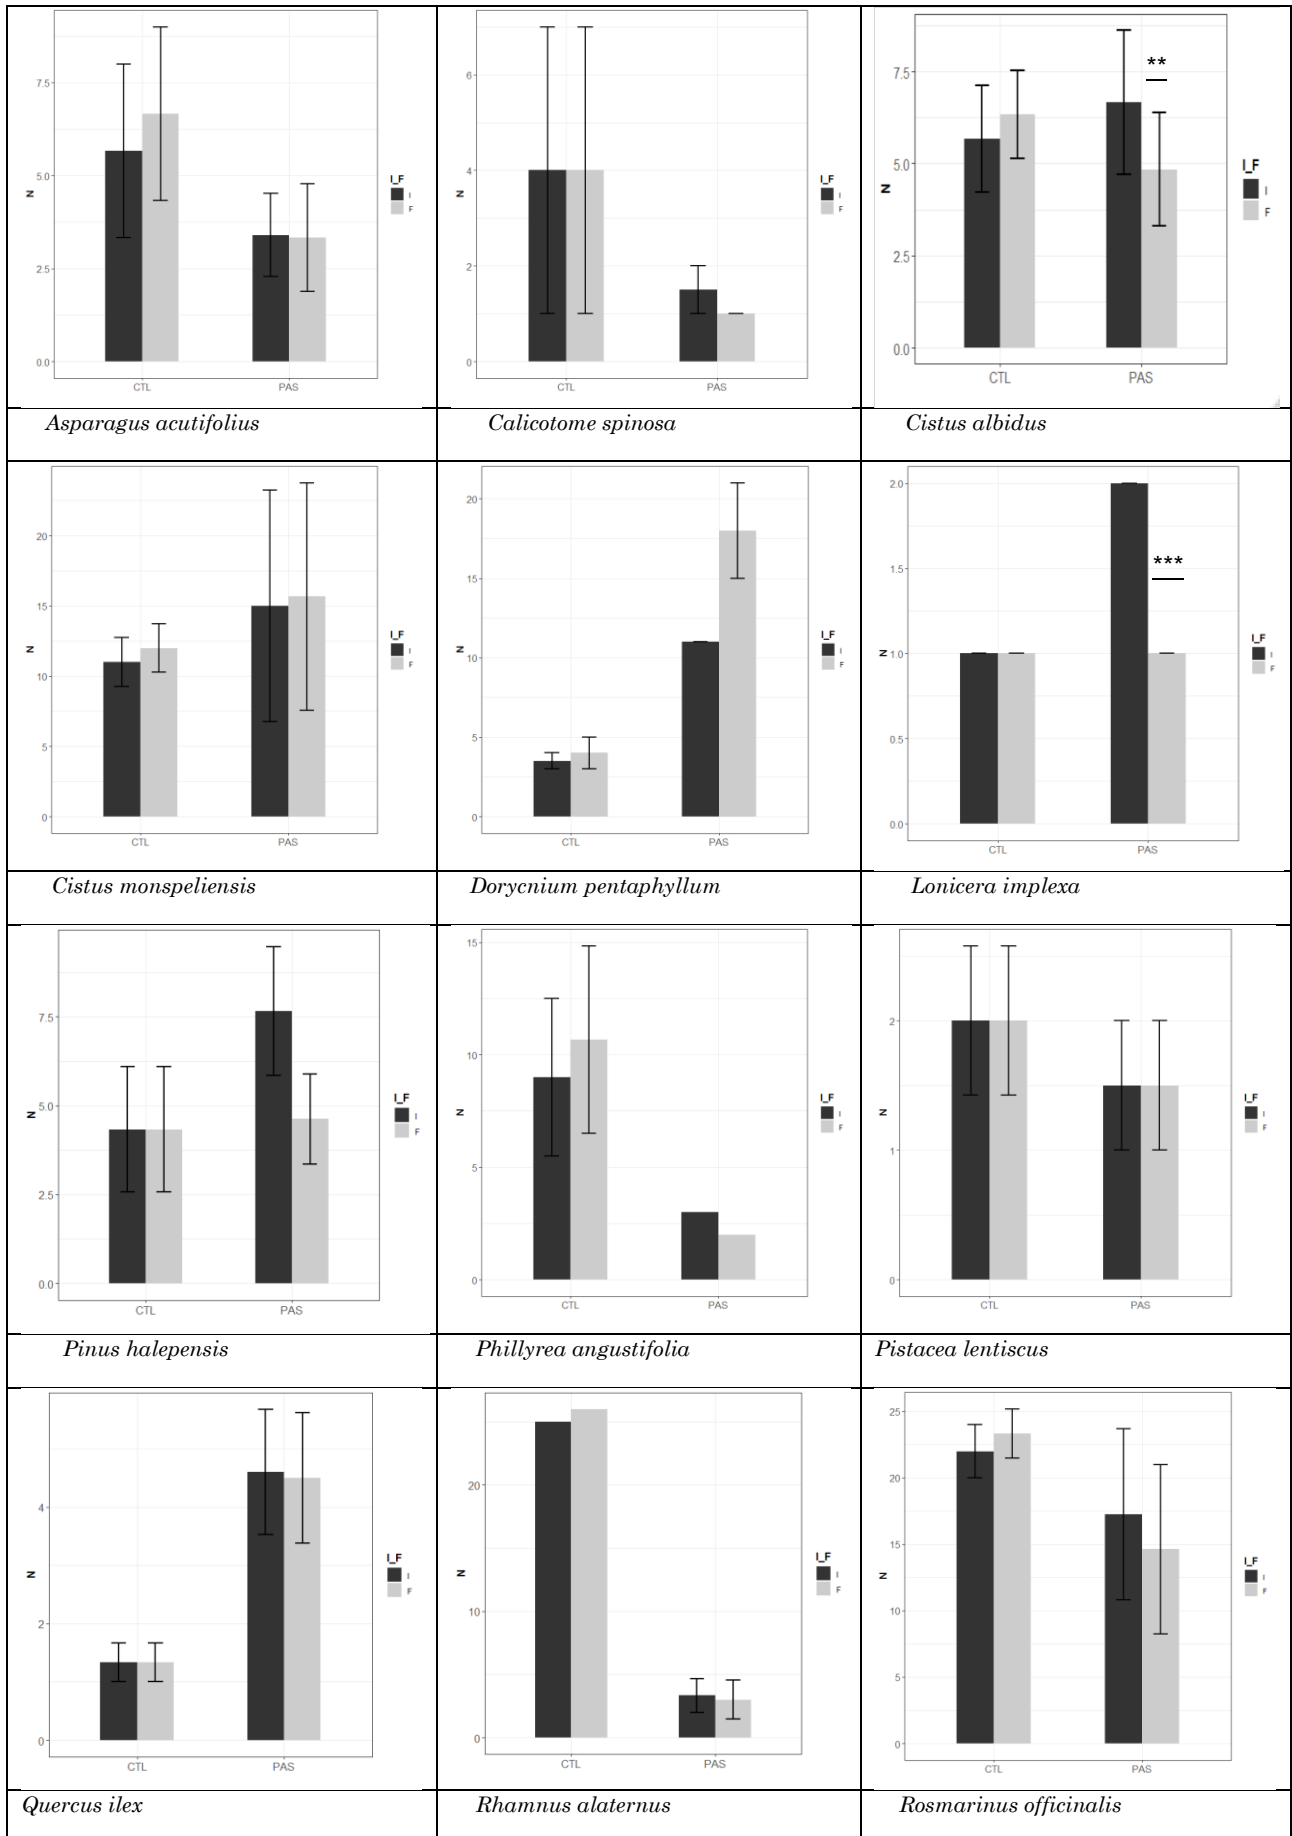 7.5
5.0
2.5
0.0
N
CTL PAS
I_F
I
F
Asparagus acutifolius
6
4
2
0
N
CTL PAS
I_F
I
F
Calicotome spinosa
7.5
5.0
2.5
0.0
N
**
CTL PAS
I_F
I
F
Cistus albidus
20
15
10
5
0
N
CTL PAS
I_F
I
F
Cistus monspeliensis
20
15
10
5
0
N
CTL PAS
I_F
I
F
Dorycnium pentaphyllum
2.0
1.5
1.0
0.5
0.0
N
***
CTL PAS
I_F
I
F
Lonicera implexa
7.5
5.0
2.5
0.0
N
CTL PAS
I_F
I
F
Pinus halepensis
15
10
5
0
N
CTL PAS
I_F
I
F
Phillyrea angustifolia
2
1
0
N
CTL PAS
I_F
I
F
Pistacea lentiscus
4
2
0
N
CTL PAS
I_F
I
F
Quercus ilex
20
10
0
N
CTL PAS
I_F
I
F
Rhamnus alaternus
25
20
15
10
5
0
N
CTL PAS
I_F
I
F
Rosmarinus officinalis